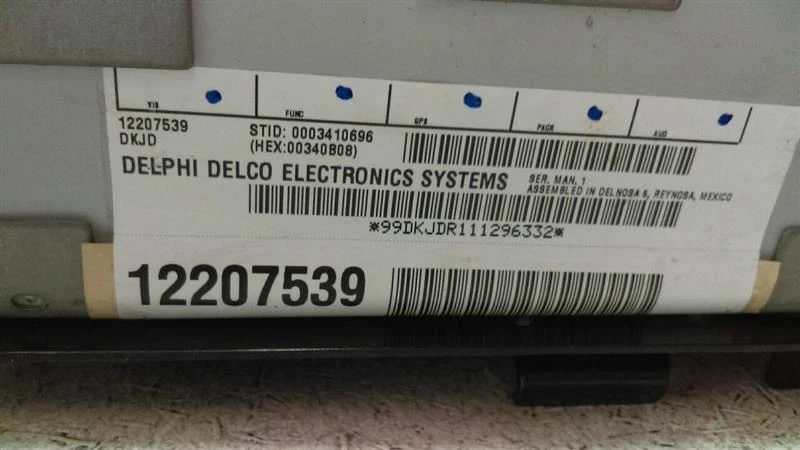 VIS FUNC GPS PACK AUD
12207539 STID: 0003410696
DKJD (HEX:00340B08)
DELPHI DELCO ELECTRONICS SYSTEMS SER. MAN. 1
ASSEMBLED IN DELNOSA 5, REYNOSA, MEXICO
*99DKJDR111296332*
12207539